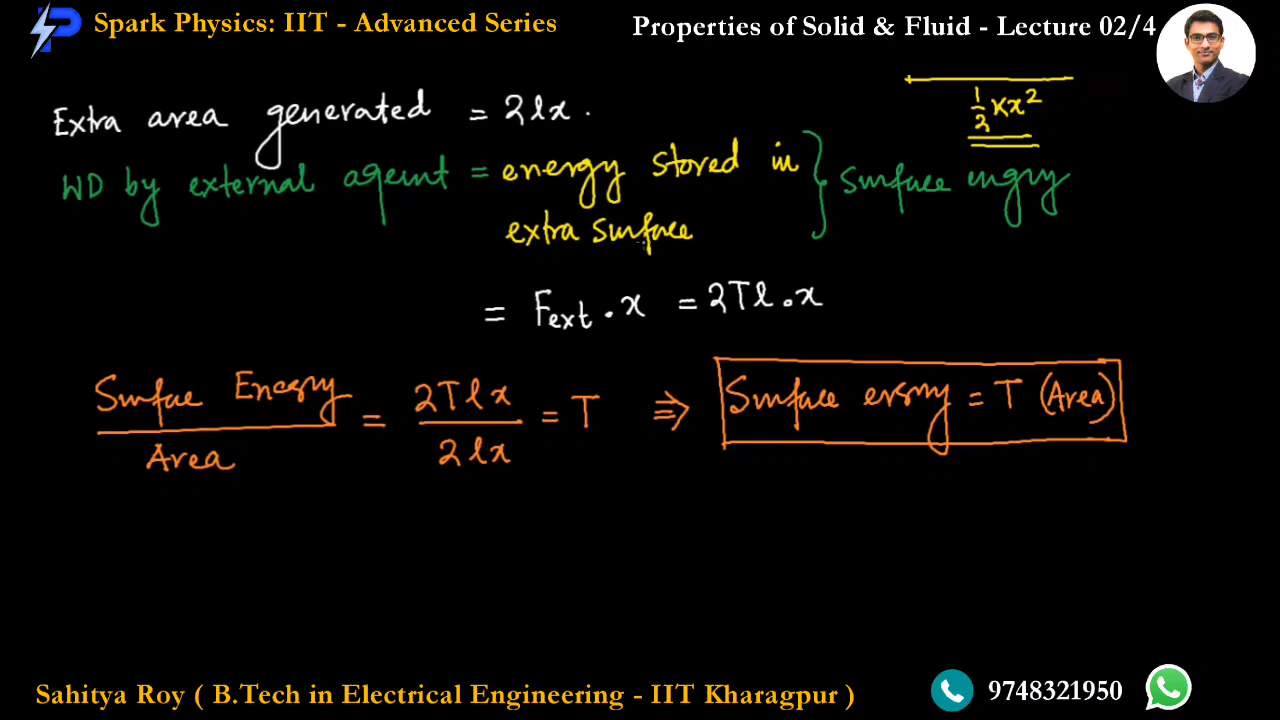 Spark Physics: IIT - Advanced Series
Properties of Solid & Fluid - Lecture 02/4
Extra area generated = 2lx.
1/2 Kx²
WD by external agent = energy stored in } surface engry
extra surface
= Fext . x = 2Tl . x
Surface Energy / Area = 2Tlx / 2lx = T ⇒ Surface energy = T (Area)
Sahitya Roy ( B.Tech in Electrical Engineering - IIT Kharagpur )
9748321950